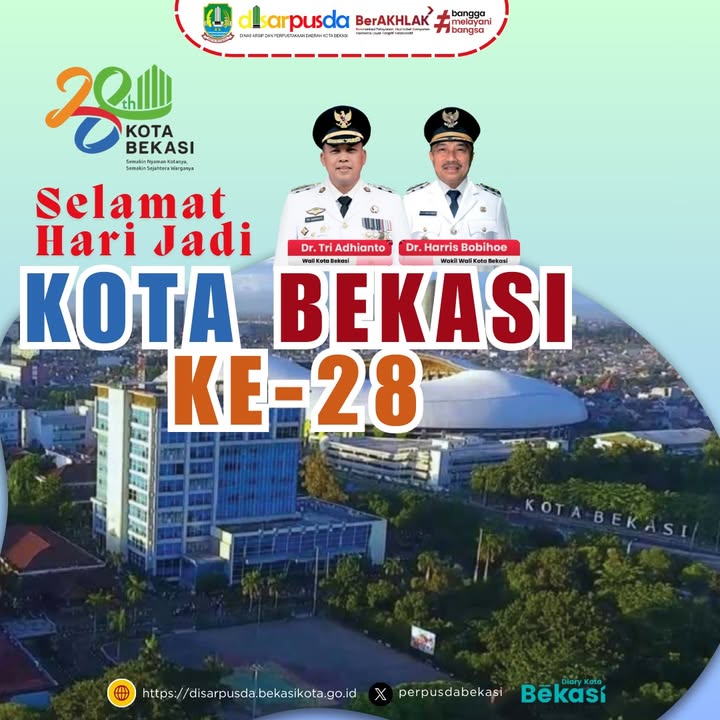 disarpusda
DINAS ARSIP DAN PERPUSTAKAAN DAERAH KOTA BEKASI
BerAKHLAK
#bangga
melayani
bangsa
28th
KOTA
BEKASI
Semakin Nyaman Kotanya,
Semakin Sejahtera Warganya
Selamat
Hari Jadi
Dr. Tri Adhianto
Wali Kota Bekasi
Dr. Harris Bobihoe
Wakil Wali Kota Bekasi
KOTA BEKASI
KE-28
KOTA BEKASI
https://disarpusda.bekasikota.go.id
X
perpusdabekasi
Diary Kota
Bekasi